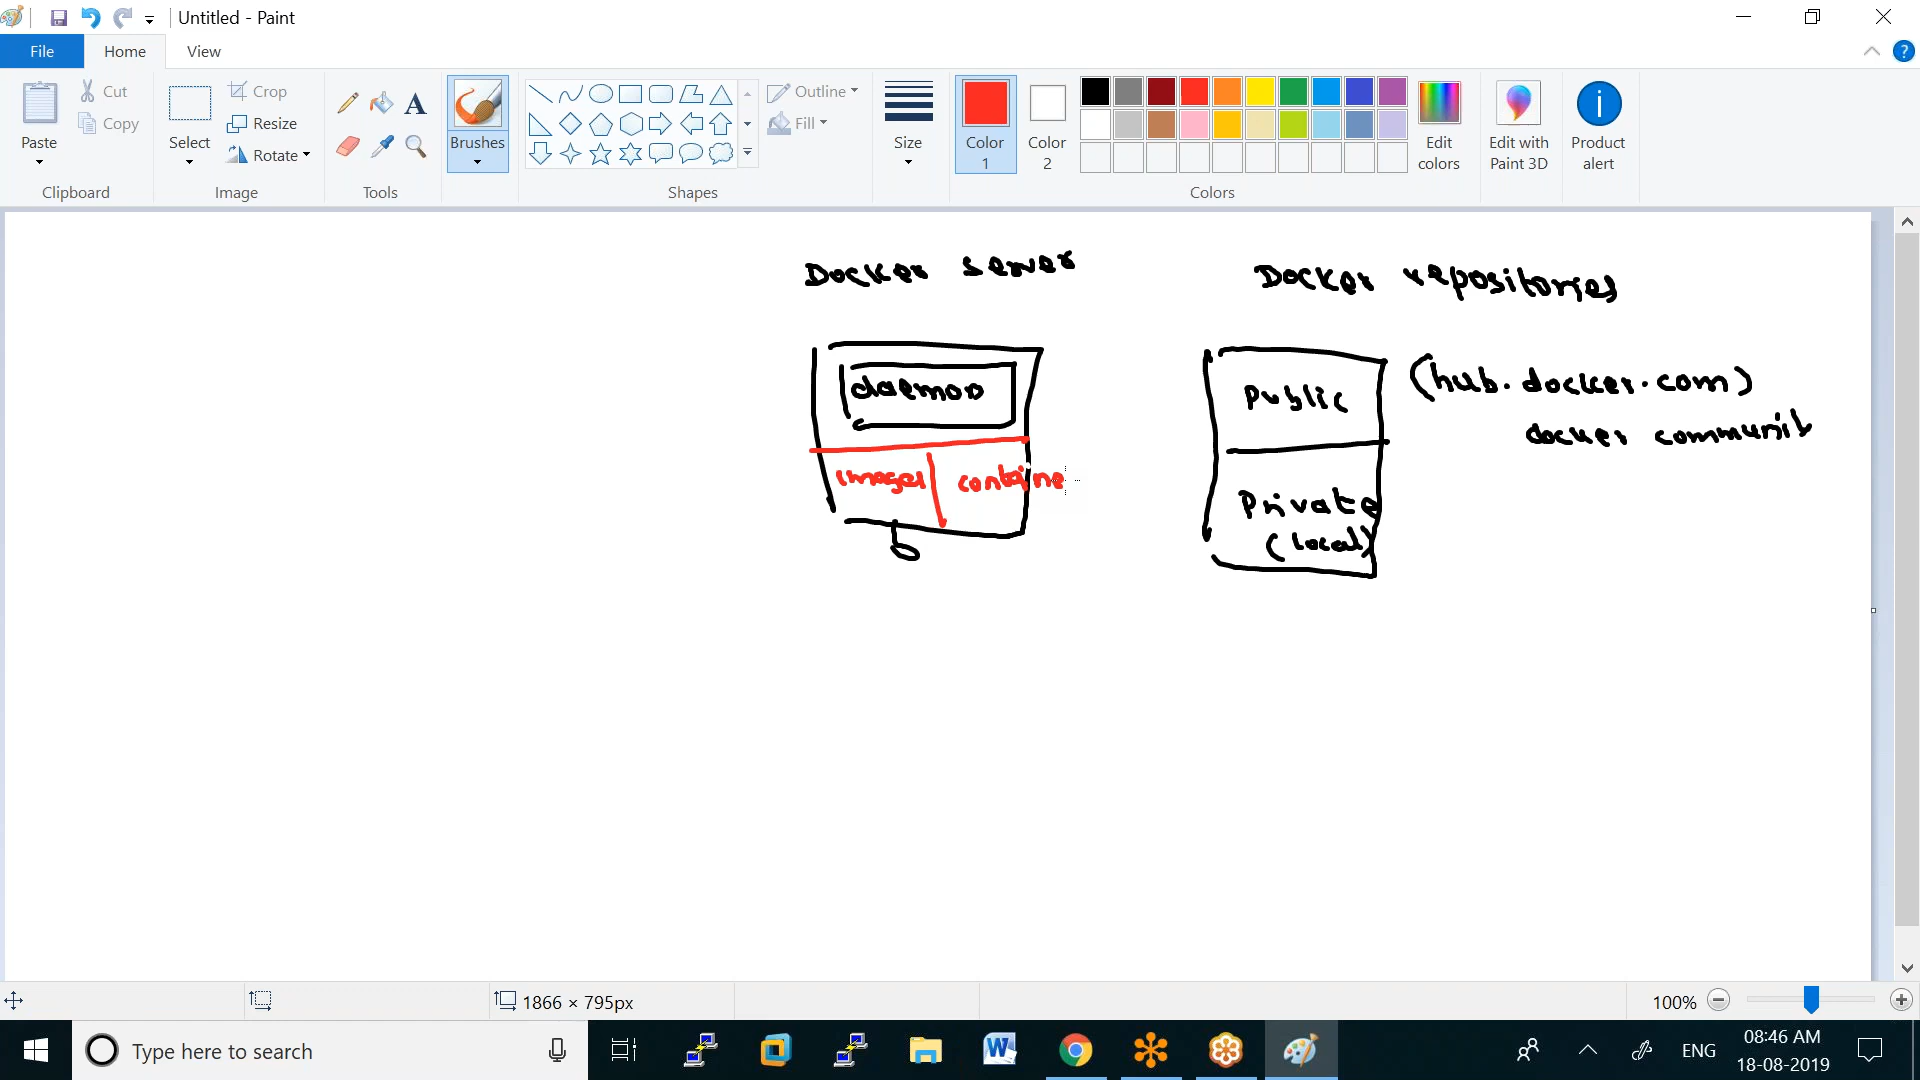 Untitled - Paint
File Home View
Paste
Cut
Copy
Clipboard
Select
Crop
Resize
Rotate
Image
Tools
Brushes
Shapes
Outline
Fill
Size
Color 1
Color 2
Edit colors
Colors
Edit with Paint 3D
Product alert
Docker server
Docker repositories
daemon
images
containe
Public
(hub.docker.com)
docker communit
Private
(local)
1866 × 795px
100%
Type here to search
ENG
08:46 AM
18-08-2019